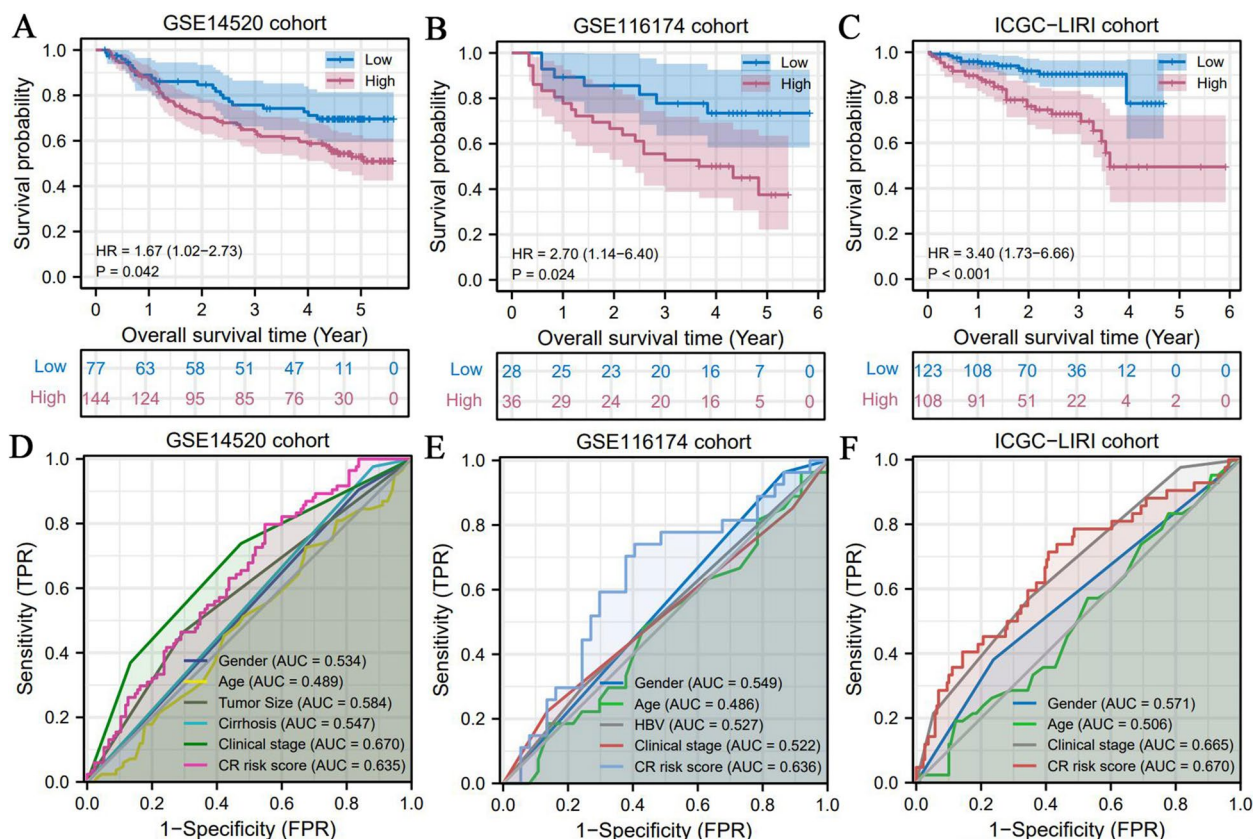 A
GSE14520 cohort
Survival probability
1.0
0.8
0.6
0.4
0.2
0.0
Low
High
HR = 1.67 (1.02−2.73)
P = 0.042
0 1 2 3 4 5
Overall survival time (Year)
Low 77 63 58 51 47 11 0
High 144 124 95 85 76 30 0
B
GSE116174 cohort
Survival probability
1.0
0.8
0.6
0.4
0.2
0.0
Low
High
HR = 2.70 (1.14−6.40)
P = 0.024
0 1 2 3 4 5 6
Overall survival time (Year)
Low 28 25 23 20 16 7 0
High 36 29 24 20 16 5 0
C
ICGC−LIRI cohort
Survival probability
1.0
0.8
0.6
0.4
0.2
0.0
Low
High
HR = 3.40 (1.73−6.66)
P < 0.001
0 1 2 3 4 5 6
Overall survival time (Year)
Low 123 108 70 36 12 0 0
High 108 91 51 22 4 2 0
D
GSE14520 cohort
Sensitivity (TPR)
1.0
0.8
0.6
0.4
0.2
0.0
Gender (AUC = 0.534)
Age (AUC = 0.489)
Tumor Size (AUC = 0.584)
Cirrhosis (AUC = 0.547)
Clinical stage (AUC = 0.670)
CR risk score (AUC = 0.635)
0.0 0.2 0.4 0.6 0.8 1.0
1−Specificity (FPR)
E
GSE116174 cohort
Sensitivity (TPR)
1.0
0.8
0.6
0.4
0.2
0.0
Gender (AUC = 0.549)
Age (AUC = 0.486)
HBV (AUC = 0.527)
Clinical stage (AUC = 0.522)
CR risk score (AUC = 0.636)
0.0 0.2 0.4 0.6 0.8 1.0
1−Specificity (FPR)
F
ICGC−LIRI cohort
Sensitivity (TPR)
1.0
0.8
0.6
0.4
0.2
0.0
Gender (AUC = 0.571)
Age (AUC = 0.506)
Clinical stage (AUC = 0.665)
CR risk score (AUC = 0.670)
0.0 0.2 0.4 0.6 0.8 1.0
1−Specificity (FPR)